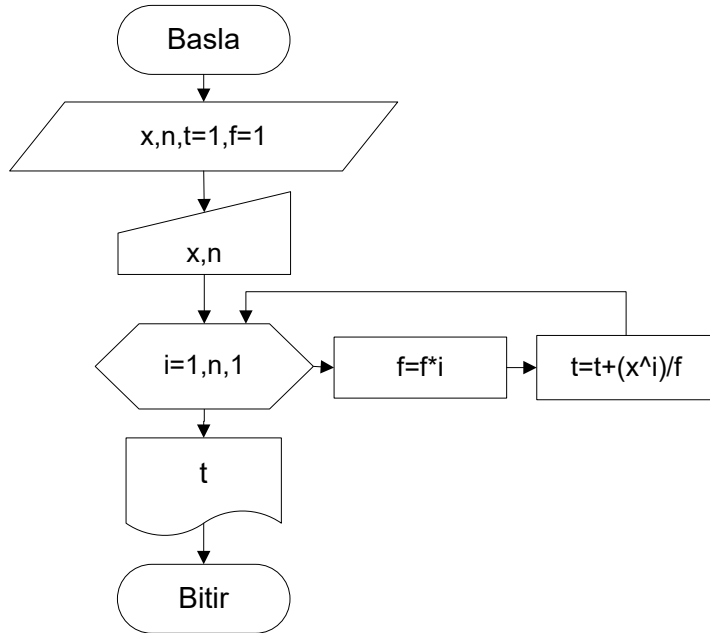 Basla
x,n,t=1,f=1
x,n
i=1,n,1
f=f*i
t=t+(x^i)/f
t
Bitir